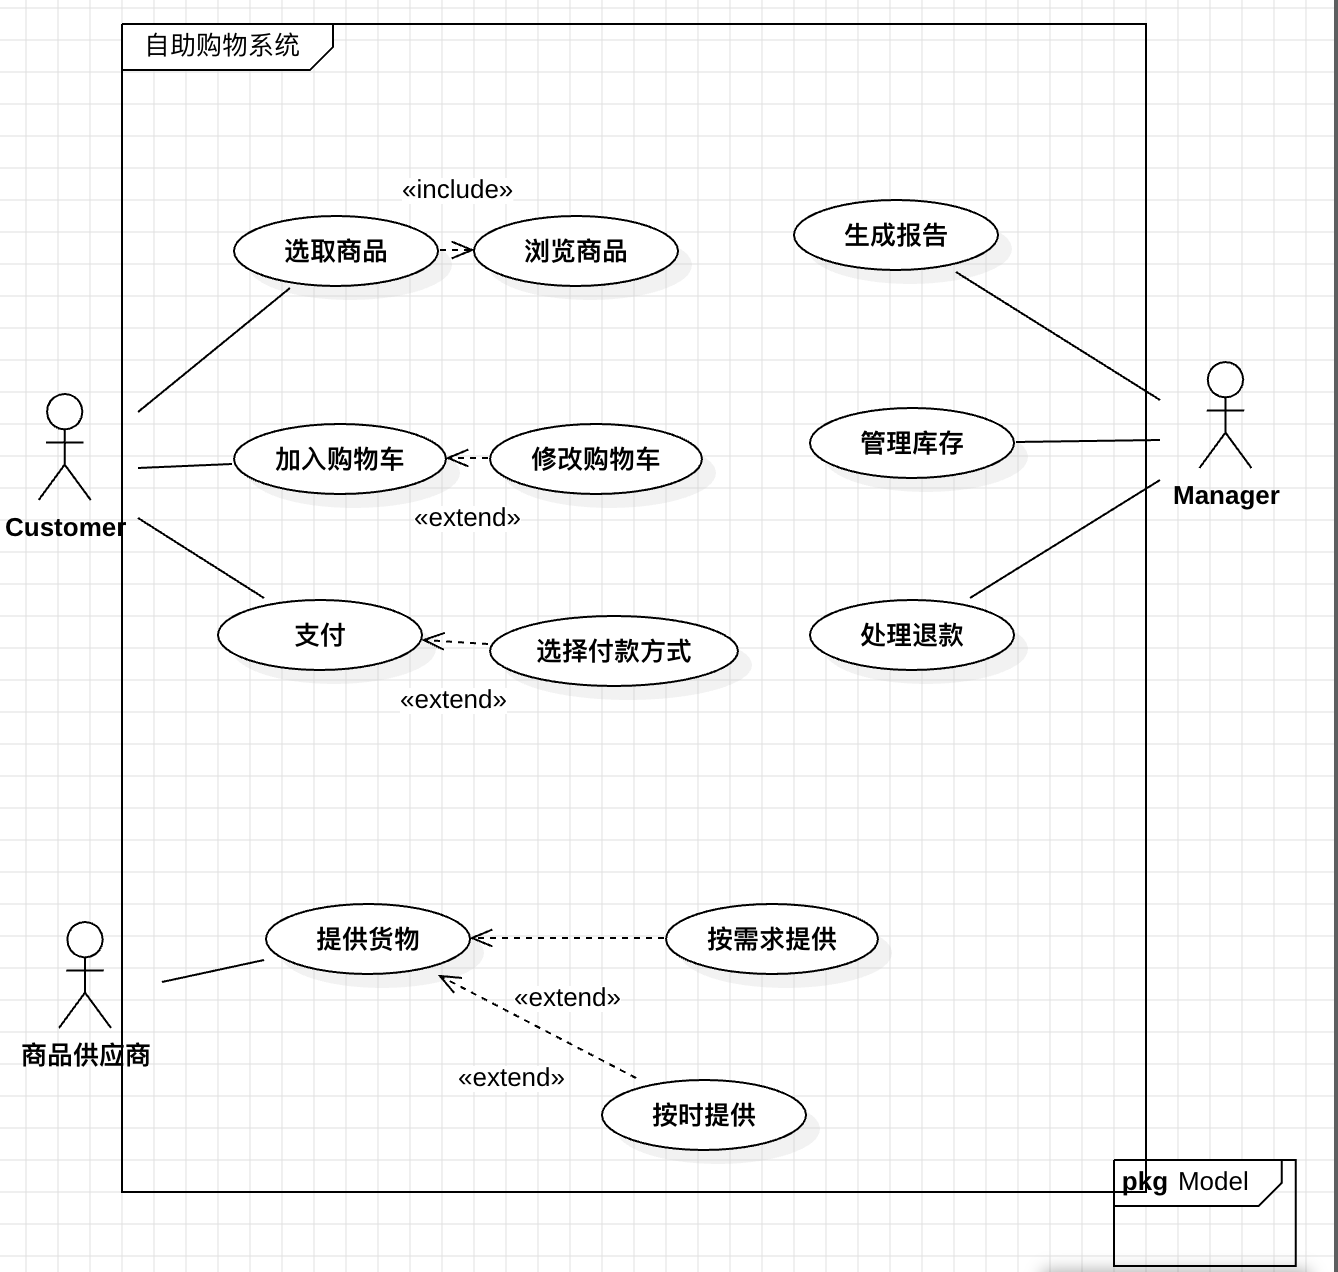 自助购物系统
«include»
选取商品
浏览商品
生成报告
加入购物车
修改购物车
管理库存
Manager
Customer
«extend»
支付
选择付款方式
处理退款
«extend»
提供货物
按需求提供
«extend»
商品供应商
«extend»
按时提供
pkg Model